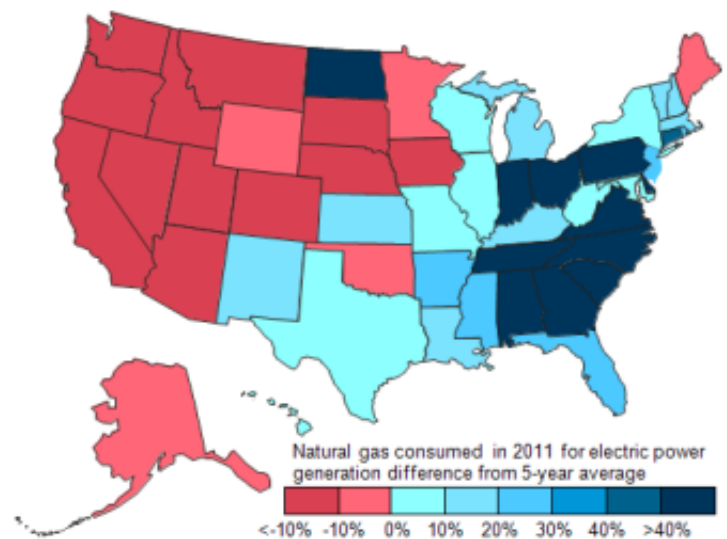 Natural gas consumed in 2011 for electric power
generation difference from 5-year average
<-10% -10% 0% 10% 20% 30% 40% >40%